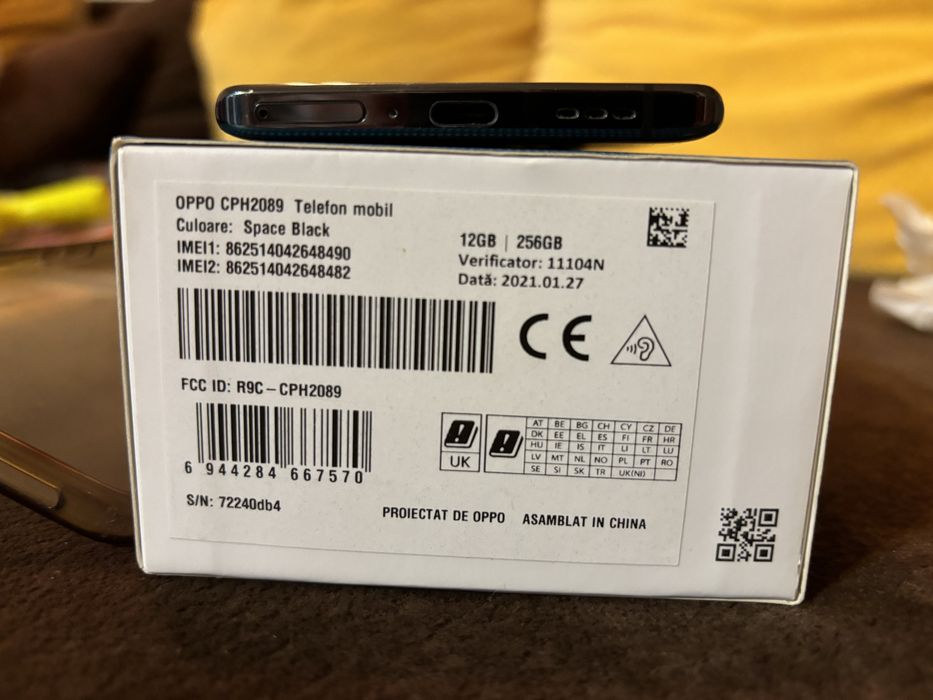 OPPO CPH2089 Telefon mobil
Culoare: Space Black
IMEI1: 862514042648490
IMEI2: 862514042648482
12GB | 256GB
Verificator: 11104N
Dată: 2021.01.27
CE
FCC ID: R9C-CPH2089
6 944284 667570
UK
AT BE BG CH CY CZ DE
DK EE EL ES FI FR HR
HU IE IS IT LI LT LU
LV MT NL NO PL PT RO
SE SI SK TR UK(NI)
S/N: 72240db4
PROIECTAT DE OPPO ASAMBLAT IN CHINA